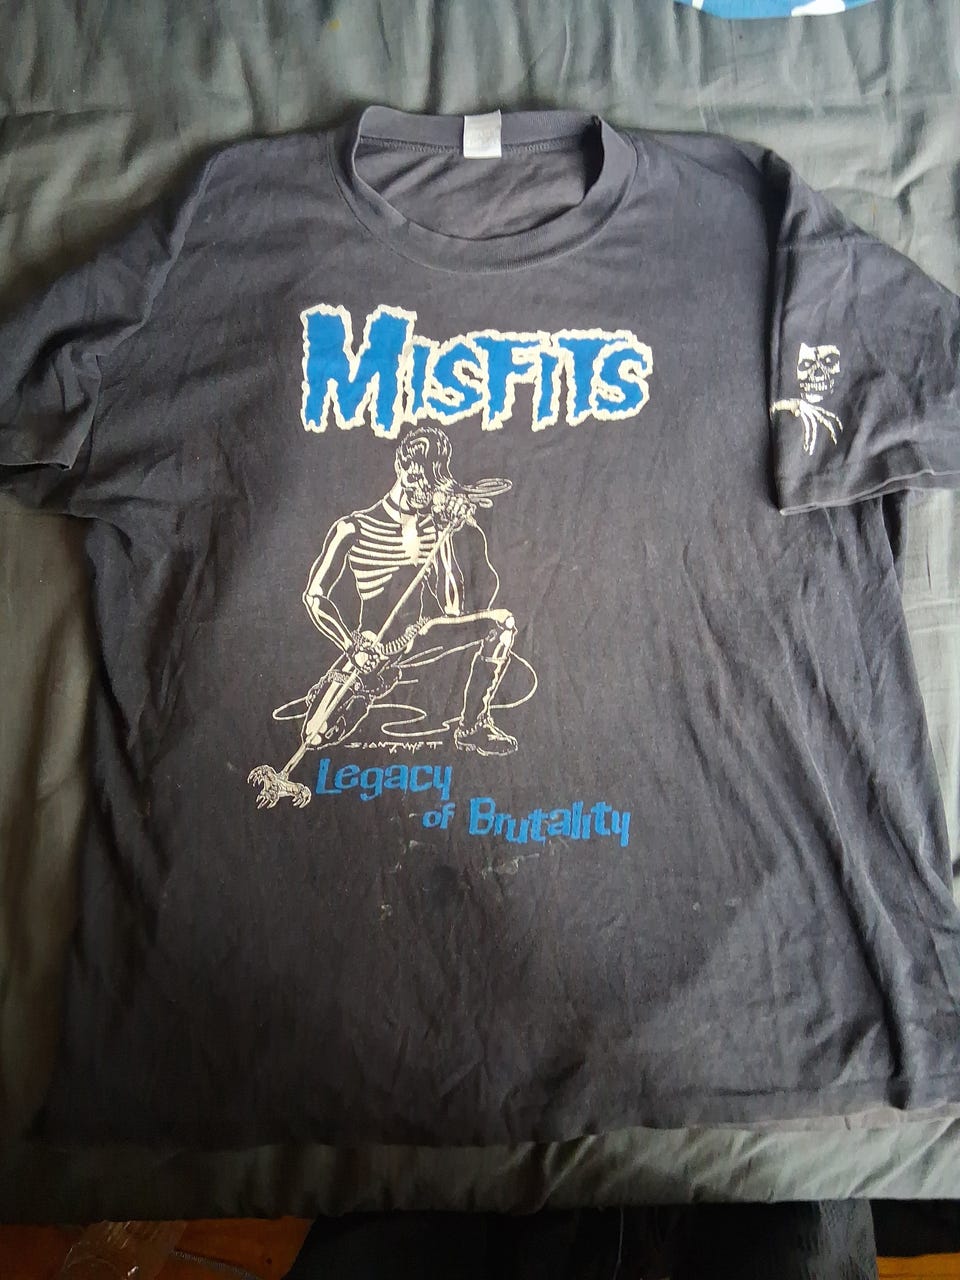 MISFITS
Legacy
of Brutality